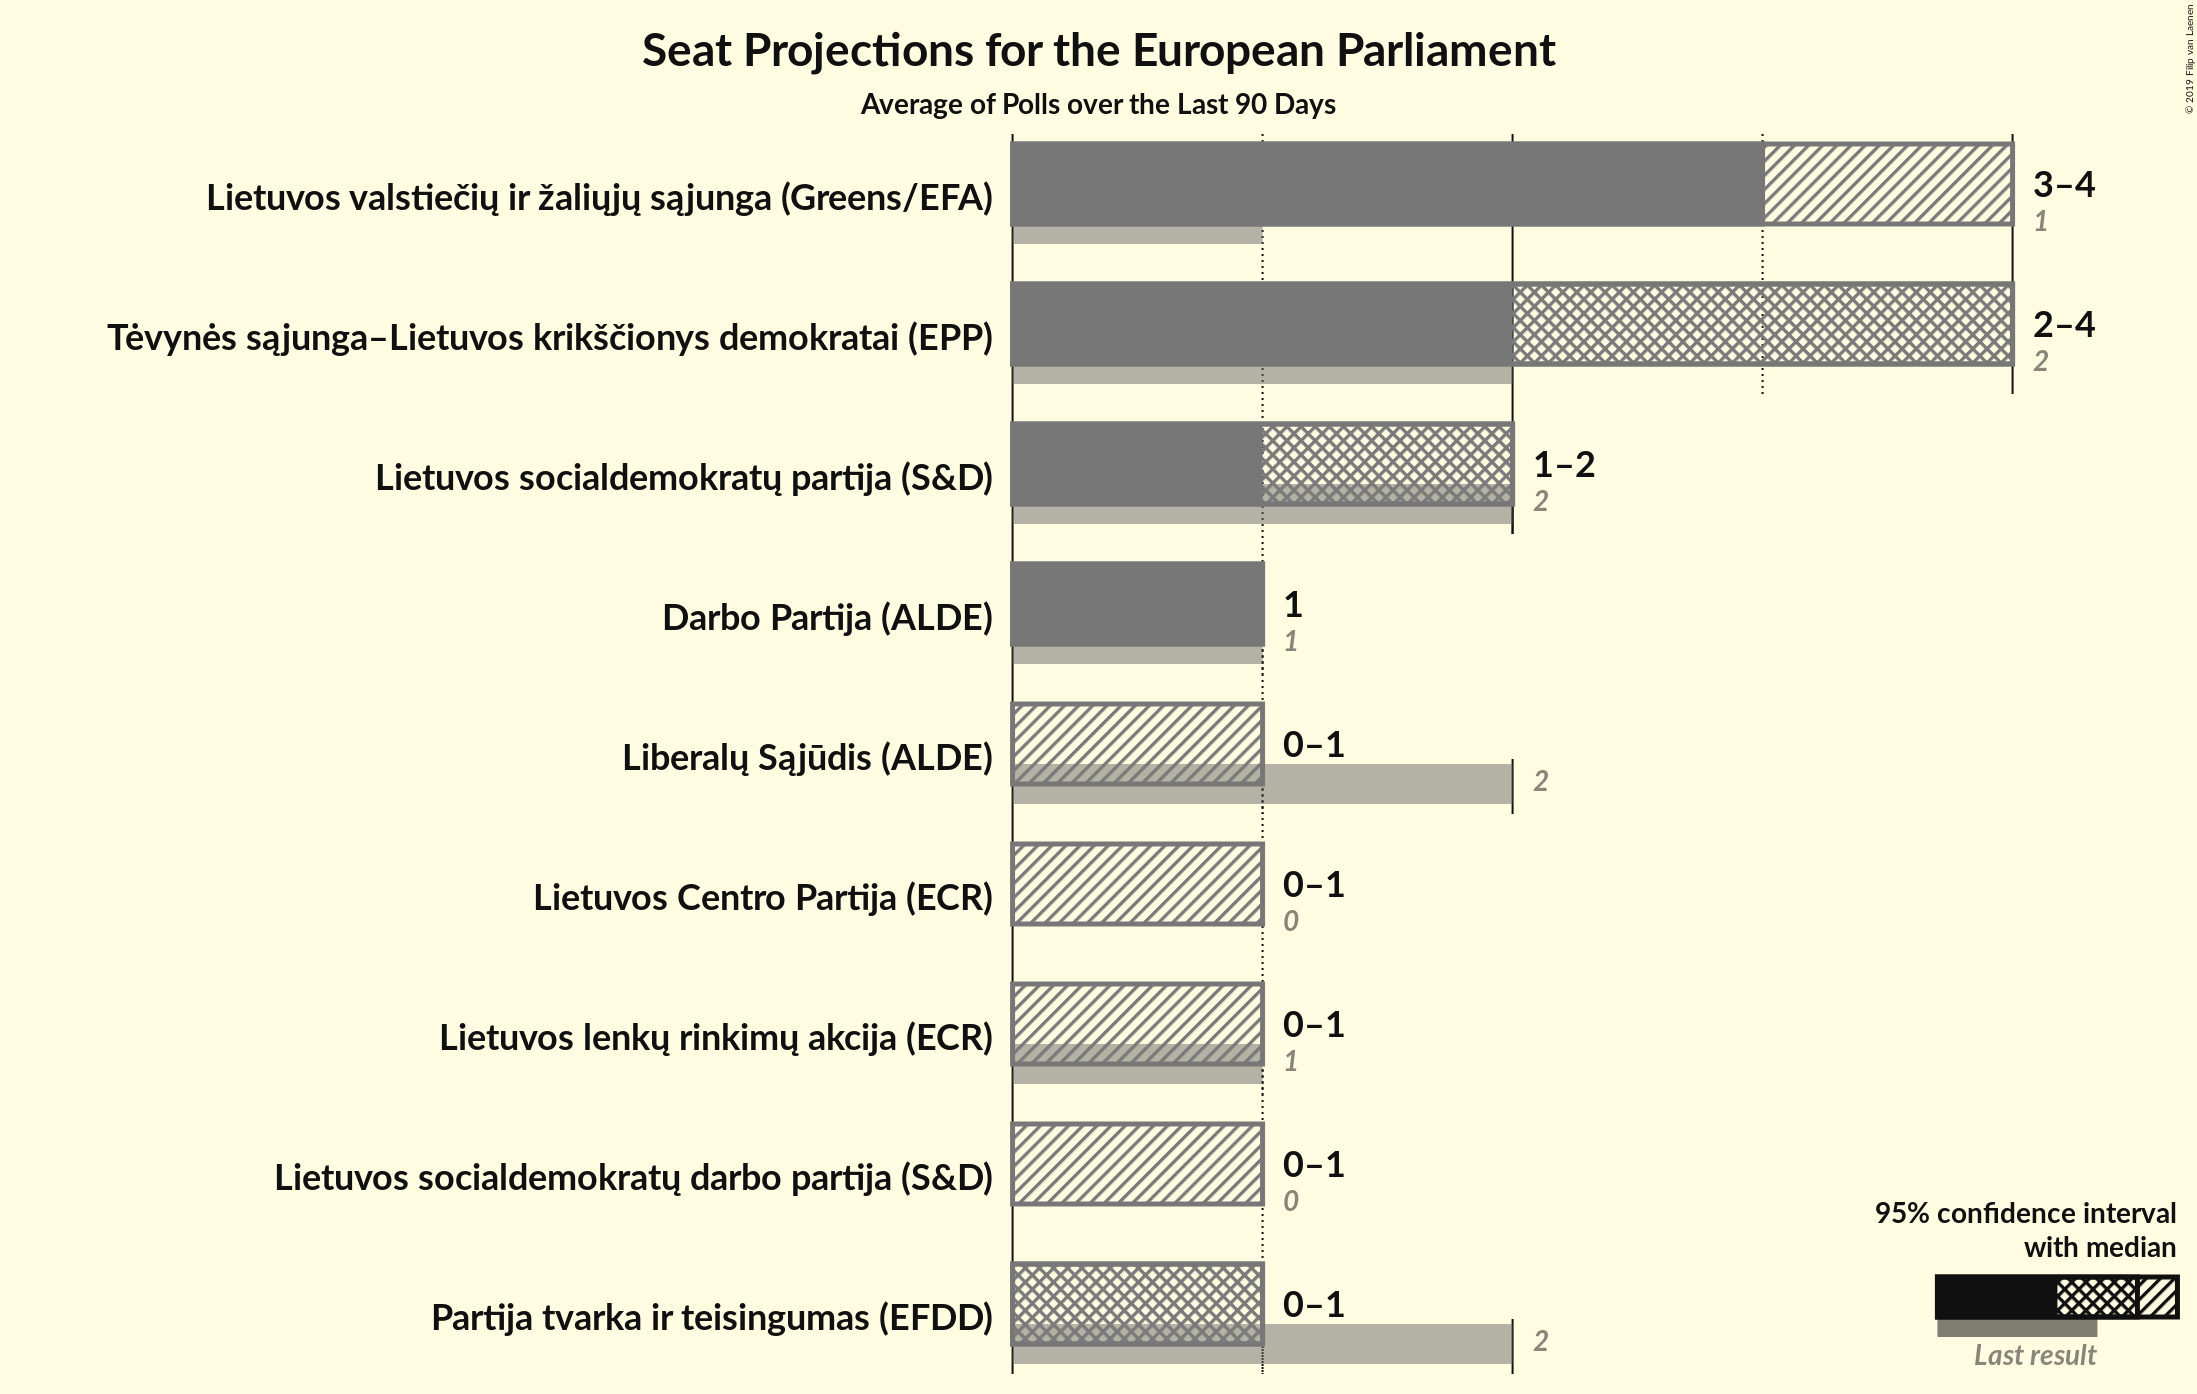 Seat Projections for the European Parliament
Average of Polls over the Last 90 Days
© 2019 Filip van Laenen
Lietuvos valstiečių ir žaliųjų sąjunga (Greens/EFA)
3–4
1
Tėvynės sąjunga–Lietuvos krikščionys demokratai (EPP)
2–4
2
Lietuvos socialdemokratų partija (S&D)
1–2
2
Darbo Partija (ALDE)
1
1
Liberalų Sąjūdis (ALDE)
0–1
2
Lietuvos Centro Partija (ECR)
0–1
0
Lietuvos lenkų rinkimų akcija (ECR)
0–1
1
Lietuvos socialdemokratų darbo partija (S&D)
0–1
0
Partija tvarka ir teisingumas (EFDD)
0–1
2
95% confidence interval
with median
Last result